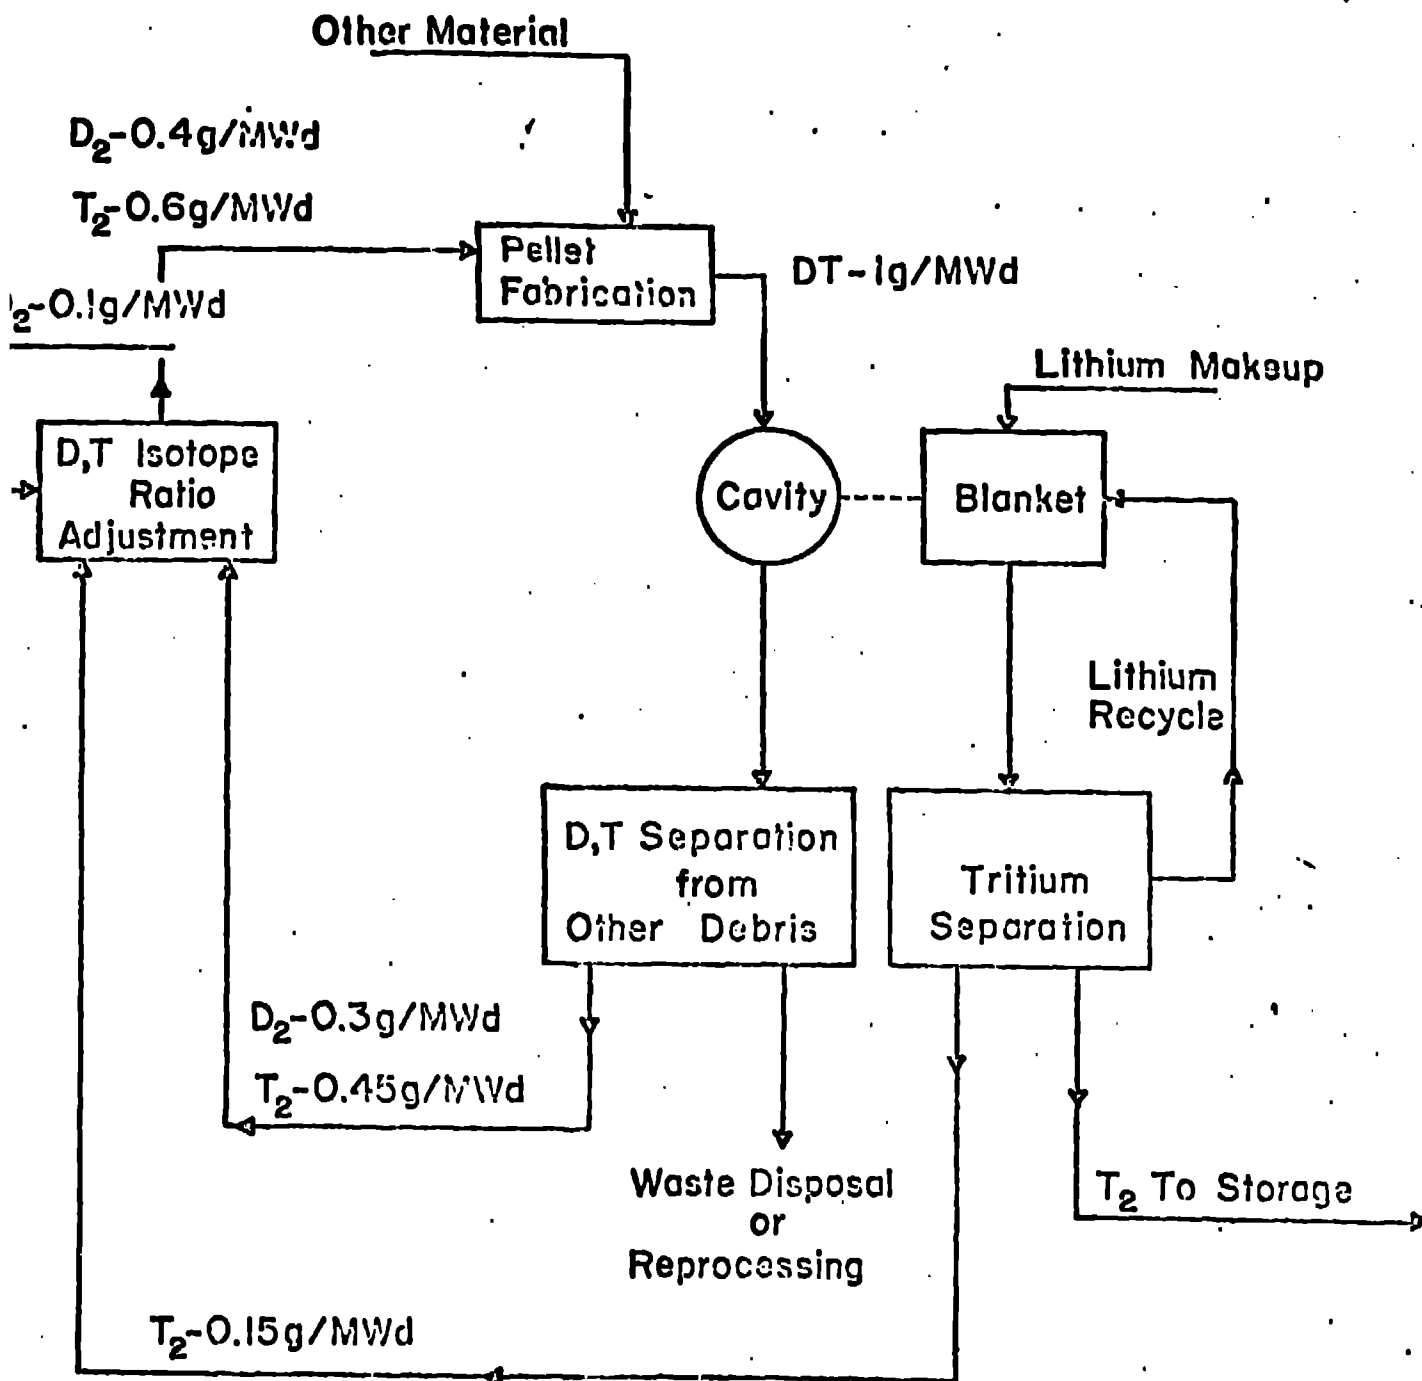 Other Material
D₂-0.4g/MWd
T₂-0.6g/MWd
Pellet
Fabrication
DT-1g/MWd
₂-0.1g/MWd
Lithium Makeup
D,T Isotope
Ratio
Adjustment
Cavity
Blanket
Lithium
Recycle
D,T Separation
from
Other Debris
Tritium
Separation
D₂-0.3g/MWd
T₂-0.45g/MWd
Waste Disposal
or
Reprocessing
T₂ To Storage
T₂-0.15g/MWd